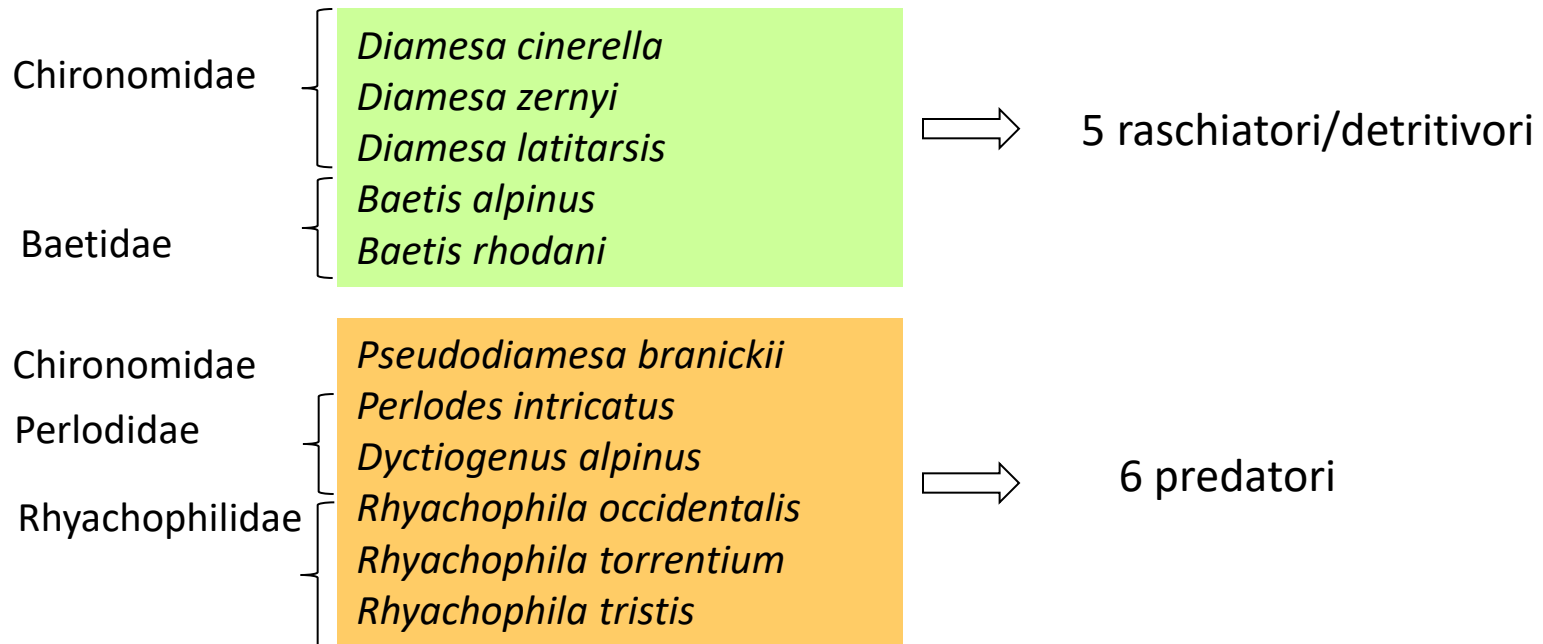 Chironomidae
Diamesa cinerella
Diamesa zernyi
Diamesa latitarsis
Baetidae
Baetis alpinus
Baetis rhodani
5 raschiatori/detritivori
Chironomidae
Pseudodiamesa branickii
Perlodidae
Perlodes intricatus
Dyctiogenus alpinus
Rhyachophilidae
Rhyachophila occidentalis
Rhyachophila torrentium
Rhyachophila tristis
6 predatori